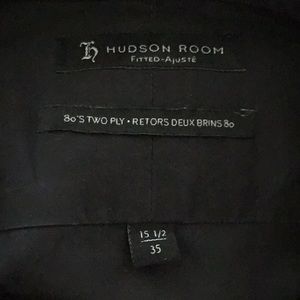 h HUDSON ROOM
FITTED-AJUSTÉ
80'S TWO PLY • RETORS DEUX BRINS 80
15 1/2
35